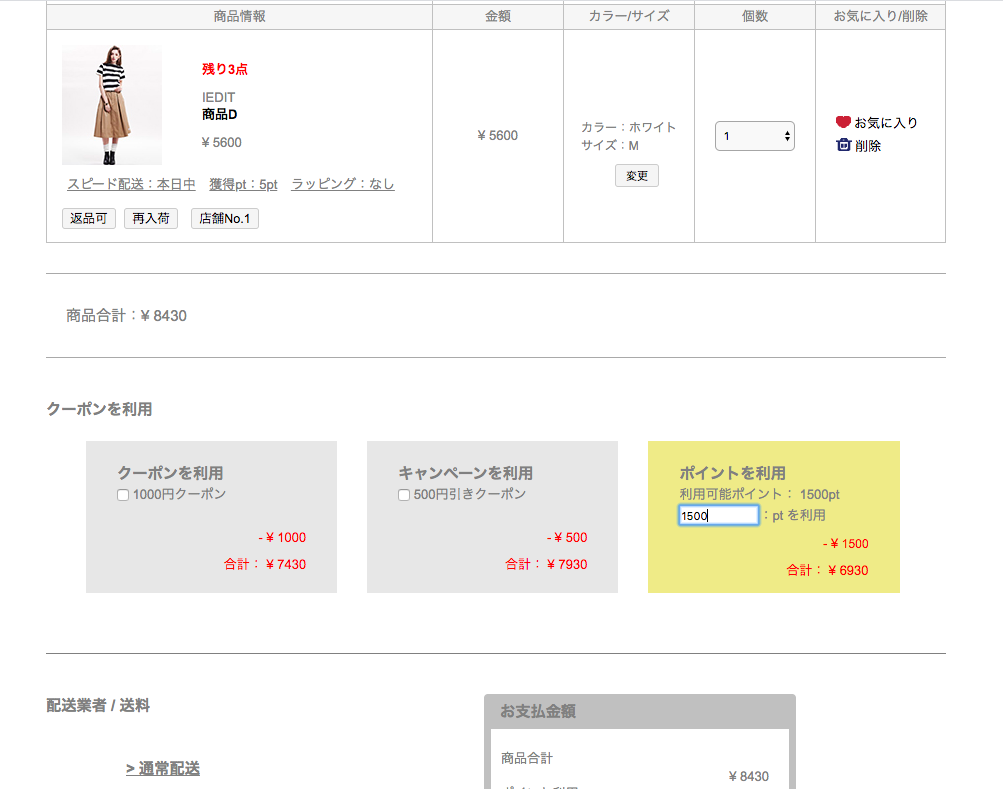 商品情報 金額 カラー/サイズ 個数 お気に入り/削除
残り3点
IEDIT
商品D
¥ 5600
¥ 5600
カラー：ホワイト
サイズ：M
変更
1
お気に入り
削除
スピード配送：本日中 獲得pt：5pt ラッピング：なし
返品可 再入荷 店舗No.1
商品合計：¥ 8430
クーポンを利用
クーポンを利用
1000円クーポン
- ¥ 1000
合計： ¥ 7430
キャンペーンを利用
500円引きクーポン
- ¥ 500
合計： ¥ 7930
ポイントを利用
利用可能ポイント： 1500pt
1500 ：pt を利用
- ¥ 1500
合計： ¥ 6930
配送業者 / 送料
> 通常配送
お支払金額
商品合計
¥ 8430